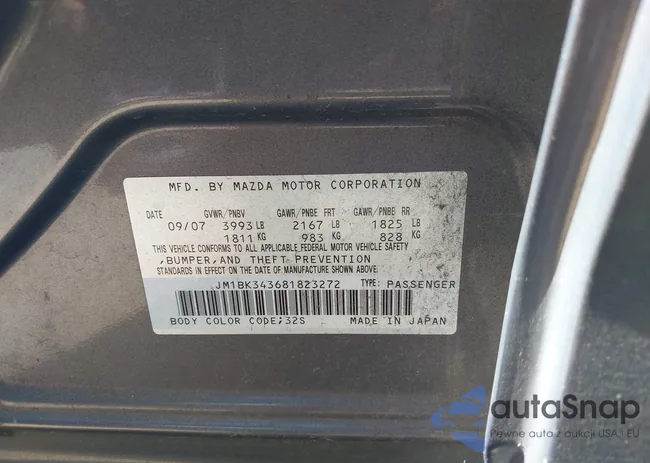 MFD. BY MAZDA MOTOR CORPORATION
DATE GVWR/PNBV GAWR/PNBE FRT GAWR/PNBE RR
09/07 3993 LB 2167 LB 1825 LB
1811 KG 983 KG 828 KG
THIS VEHICLE CONFORMS TO ALL APPLICABLE FEDERAL MOTOR VEHICLE SAFETY
,BUMPER,AND THEFT PREVENTION
STANDARDS IN EFFECT ON THE DATE OF MANUFACTURE SHOWN ABOVE.
JM1BK343681823272 TYPE: PASSENGER
BODY COLOR CODE;32S MADE IN JAPAN
autoSnap
Pewne auta z aukcji USA i EU